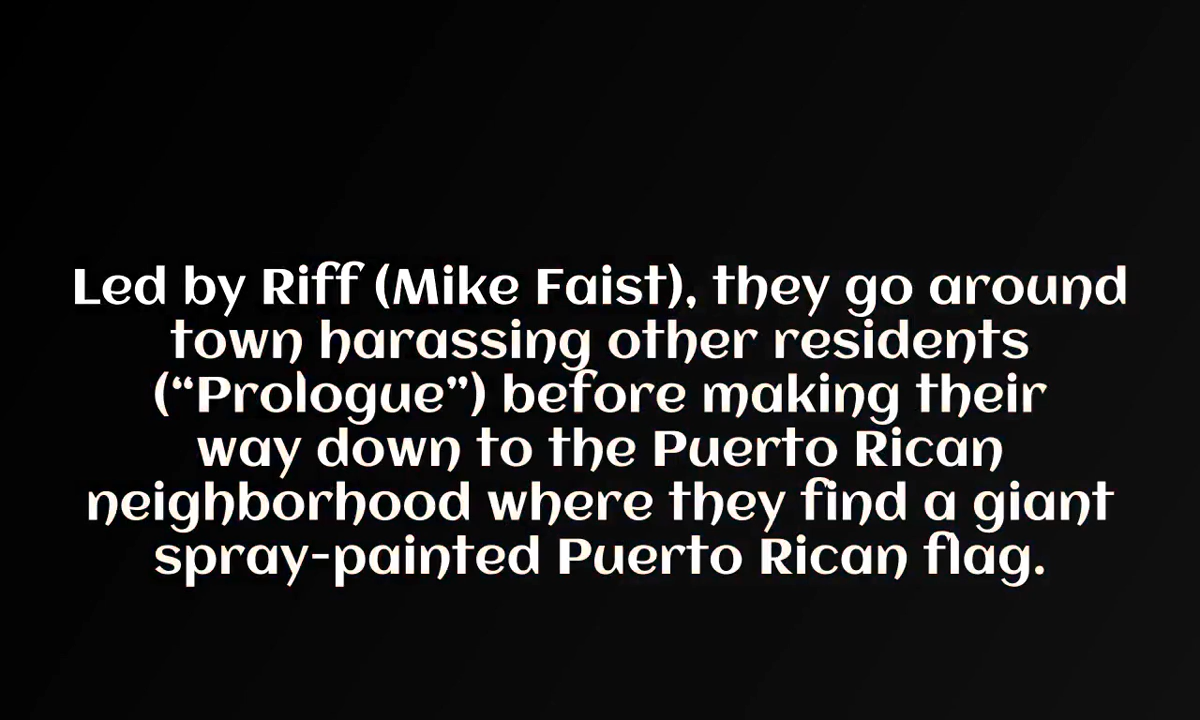 Led by Riff (Mike Faist), they go around
town harassing other residents
(“Prologue”) before making their
way down to the Puerto Rican
neighborhood where they find a giant
spray-painted Puerto Rican flag.